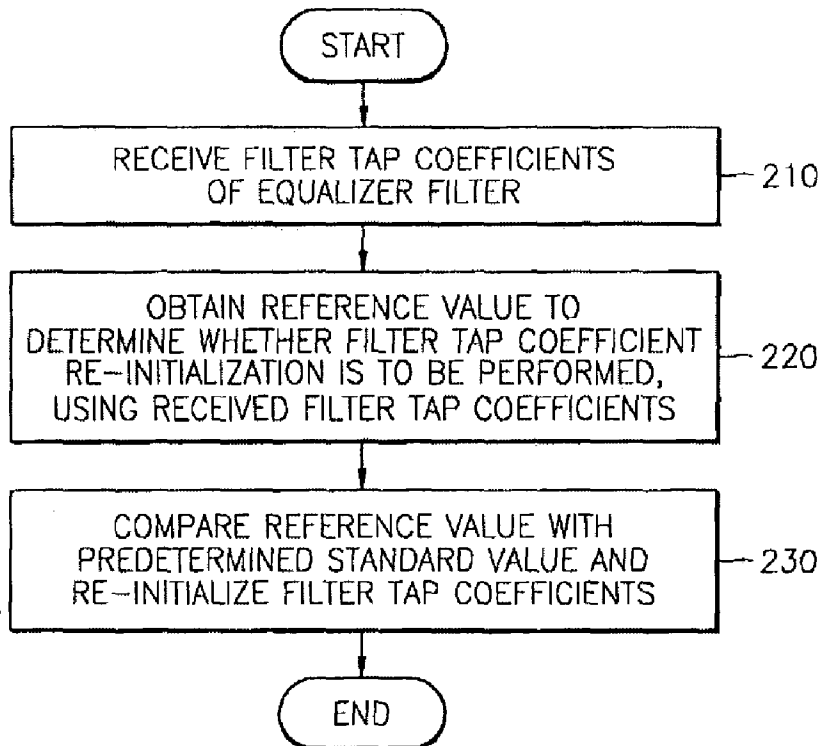 START
RECEIVE FILTER TAP COEFFICIENTS
OF EQUALIZER FILTER
210
OBTAIN REFERENCE VALUE TO
DETERMINE WHETHER FILTER TAP COEFFICIENT
RE-INITIALIZATION IS TO BE PERFORMED,
USING RECEIVED FILTER TAP COEFFICIENTS
220
COMPARE REFERENCE VALUE WITH
PREDETERMINED STANDARD VALUE AND
RE-INITIALIZE FILTER TAP COEFFICIENTS
230
END